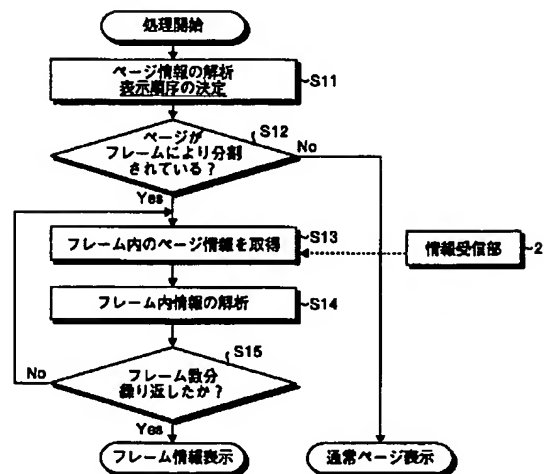 処理開始
ページ情報の解析
表示順序の決定
S11
ページが
フレームにより分割
されている?
S12
No
Yes
フレーム内のページ情報を取得
S13
情報受信部
2
フレーム内情報の解析
S14
フレーム数分
繰り返したか?
S15
No
Yes
フレーム情報表示
通常ページ表示